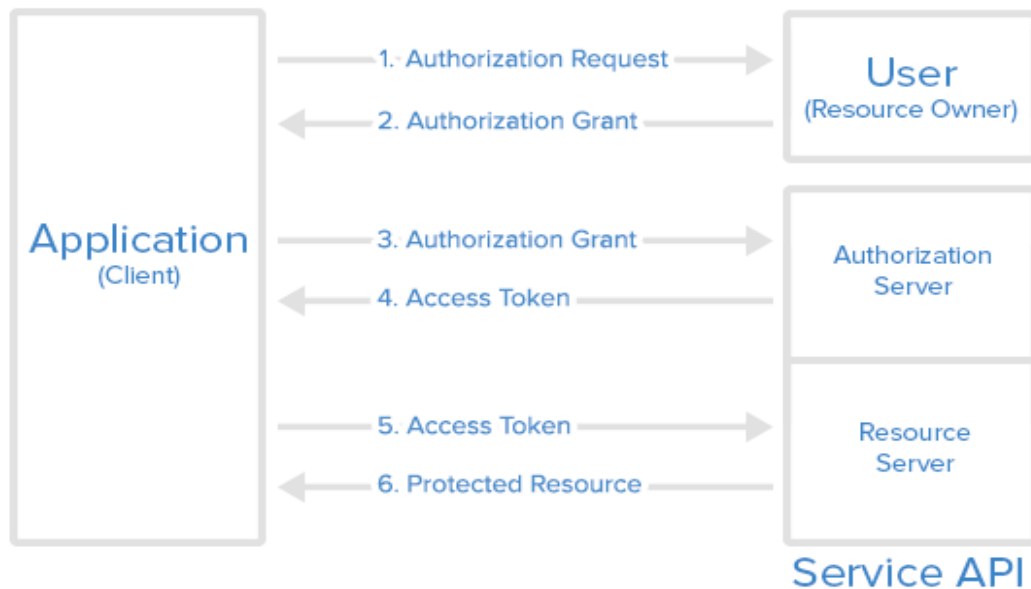 1. Authorization Request
User
(Resource Owner)
2. Authorization Grant
Application
(Client)
3. Authorization Grant
Authorization
Server
4. Access Token
5. Access Token
Resource
Server
6. Protected Resource
Service API